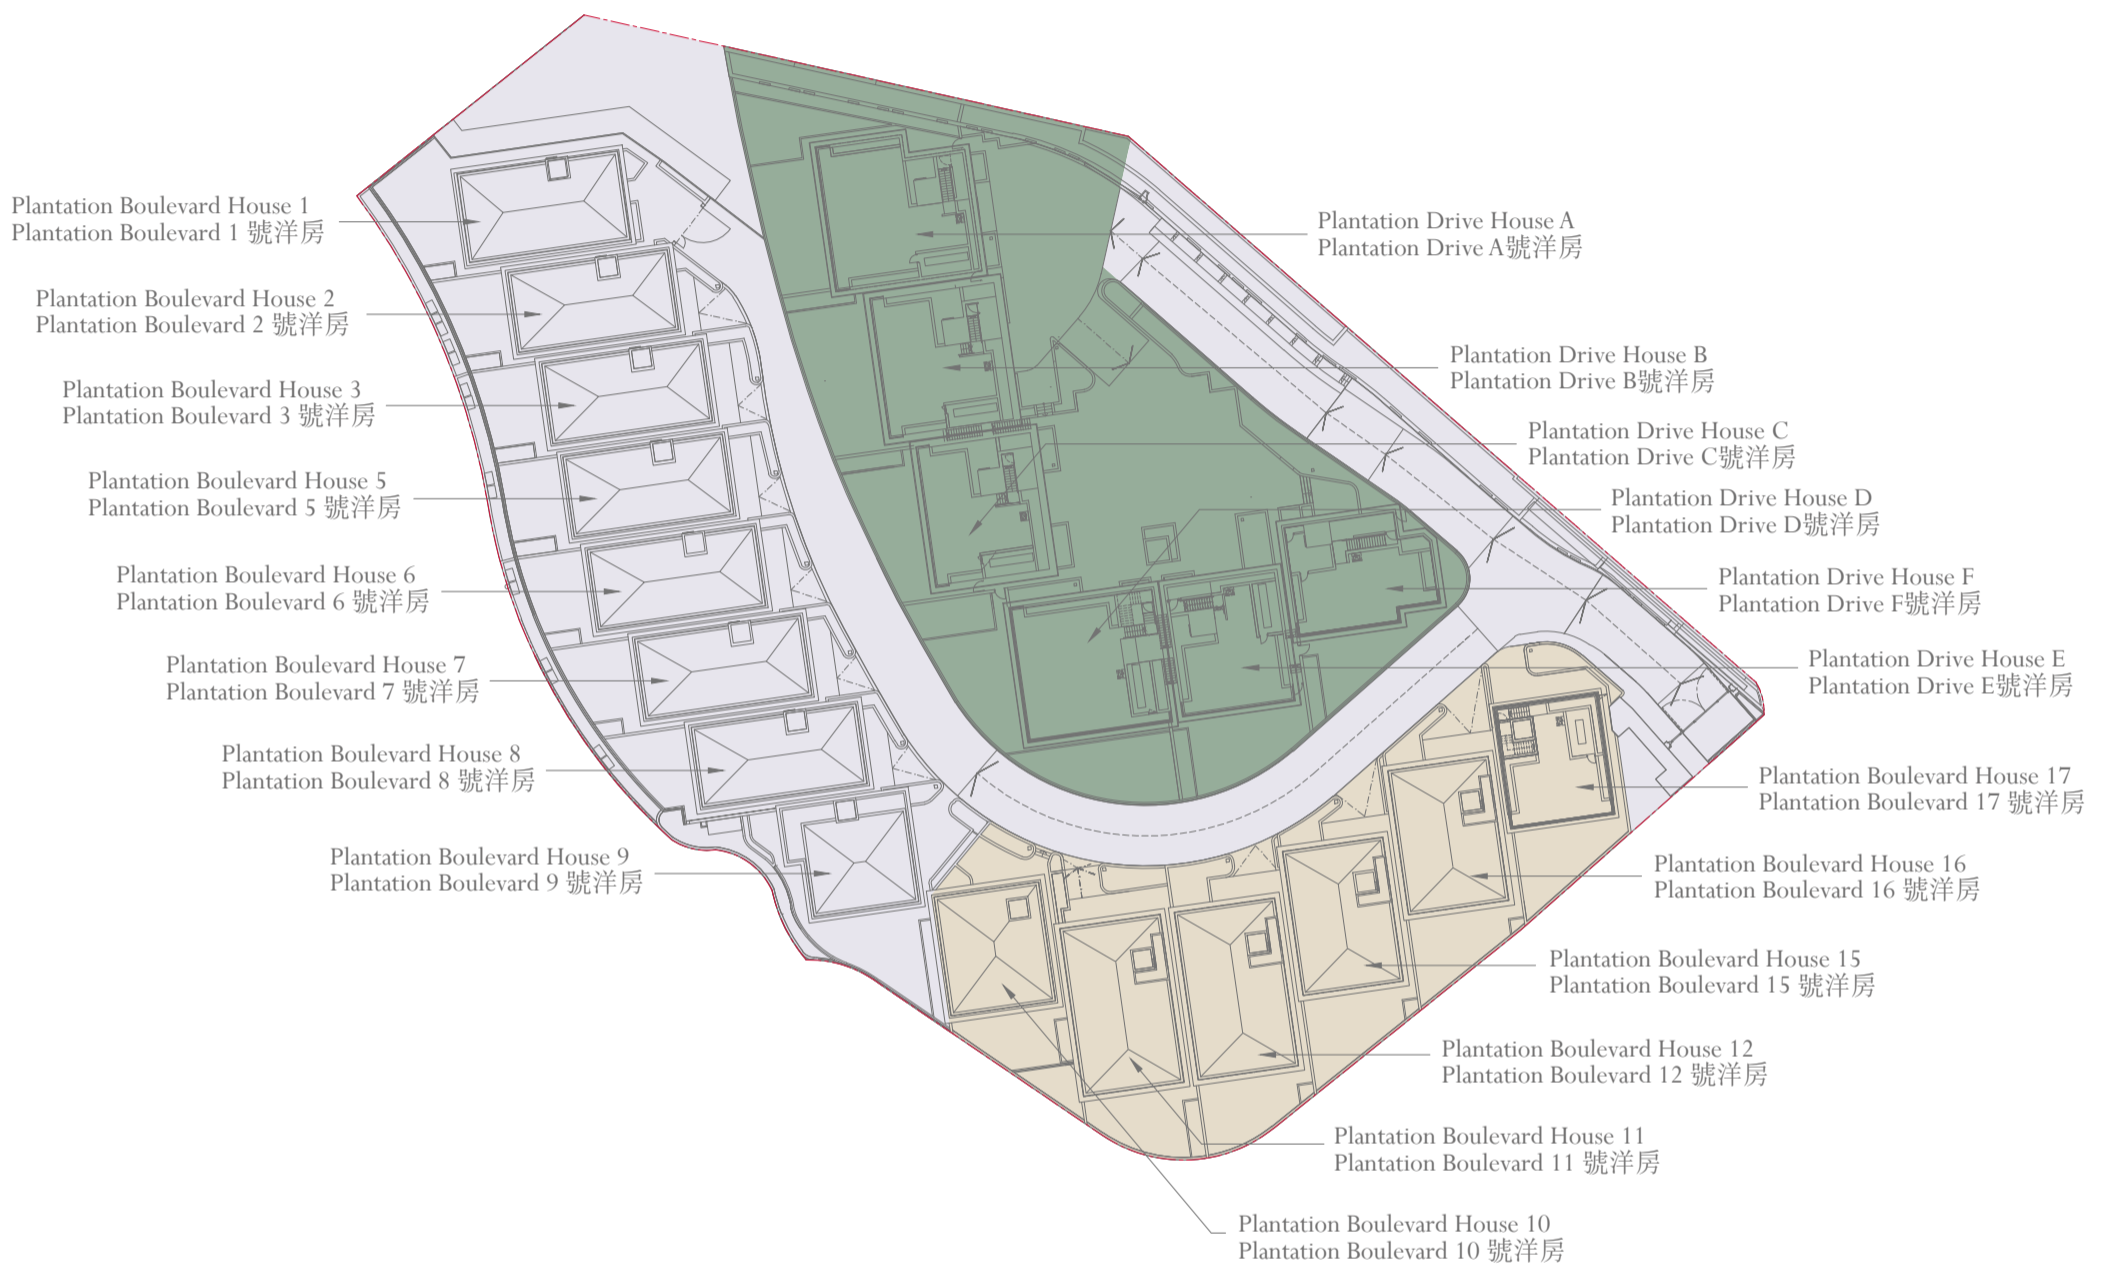 Plantation Boulevard House 1
Plantation Boulevard 1 號洋房
Plantation Boulevard House 2
Plantation Boulevard 2 號洋房
Plantation Boulevard House 3
Plantation Boulevard 3 號洋房
Plantation Boulevard House 5
Plantation Boulevard 5 號洋房
Plantation Boulevard House 6
Plantation Boulevard 6 號洋房
Plantation Boulevard House 7
Plantation Boulevard 7 號洋房
Plantation Boulevard House 8
Plantation Boulevard 8 號洋房
Plantation Boulevard House 9
Plantation Boulevard 9 號洋房
Plantation Drive House A
Plantation Drive A號洋房
Plantation Drive House B
Plantation Drive B號洋房
Plantation Drive House C
Plantation Drive C號洋房
Plantation Drive House D
Plantation Drive D號洋房
Plantation Drive House F
Plantation Drive F號洋房
Plantation Drive House E
Plantation Drive E號洋房
Plantation Boulevard House 17
Plantation Boulevard 17 號洋房
Plantation Boulevard House 16
Plantation Boulevard 16 號洋房
Plantation Boulevard House 15
Plantation Boulevard 15 號洋房
Plantation Boulevard House 12
Plantation Boulevard 12 號洋房
Plantation Boulevard House 11
Plantation Boulevard 11 號洋房
Plantation Boulevard House 10
Plantation Boulevard 10 號洋房